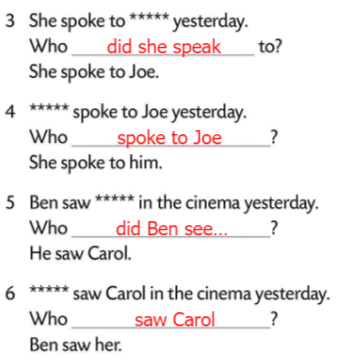 3 She spoke to ***** yesterday.
Who did she speak to?
She spoke to Joe.
4 ***** spoke to Joe yesterday.
Who spoke to Joe ?
She spoke to him.
5 Ben saw ***** in the cinema yesterday.
Who did Ben see... ?
He saw Carol.
6 ***** saw Carol in the cinema yesterday.
Who saw Carol ?
Ben saw her.